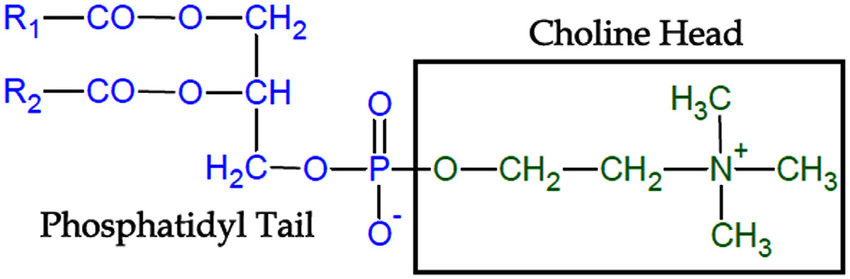 R1 CO O CH2
Choline Head
R2 CO O CH
O H3C
H2C O P O CH2 CH2 N+ CH3
Phosphatidyl Tail
O- CH3